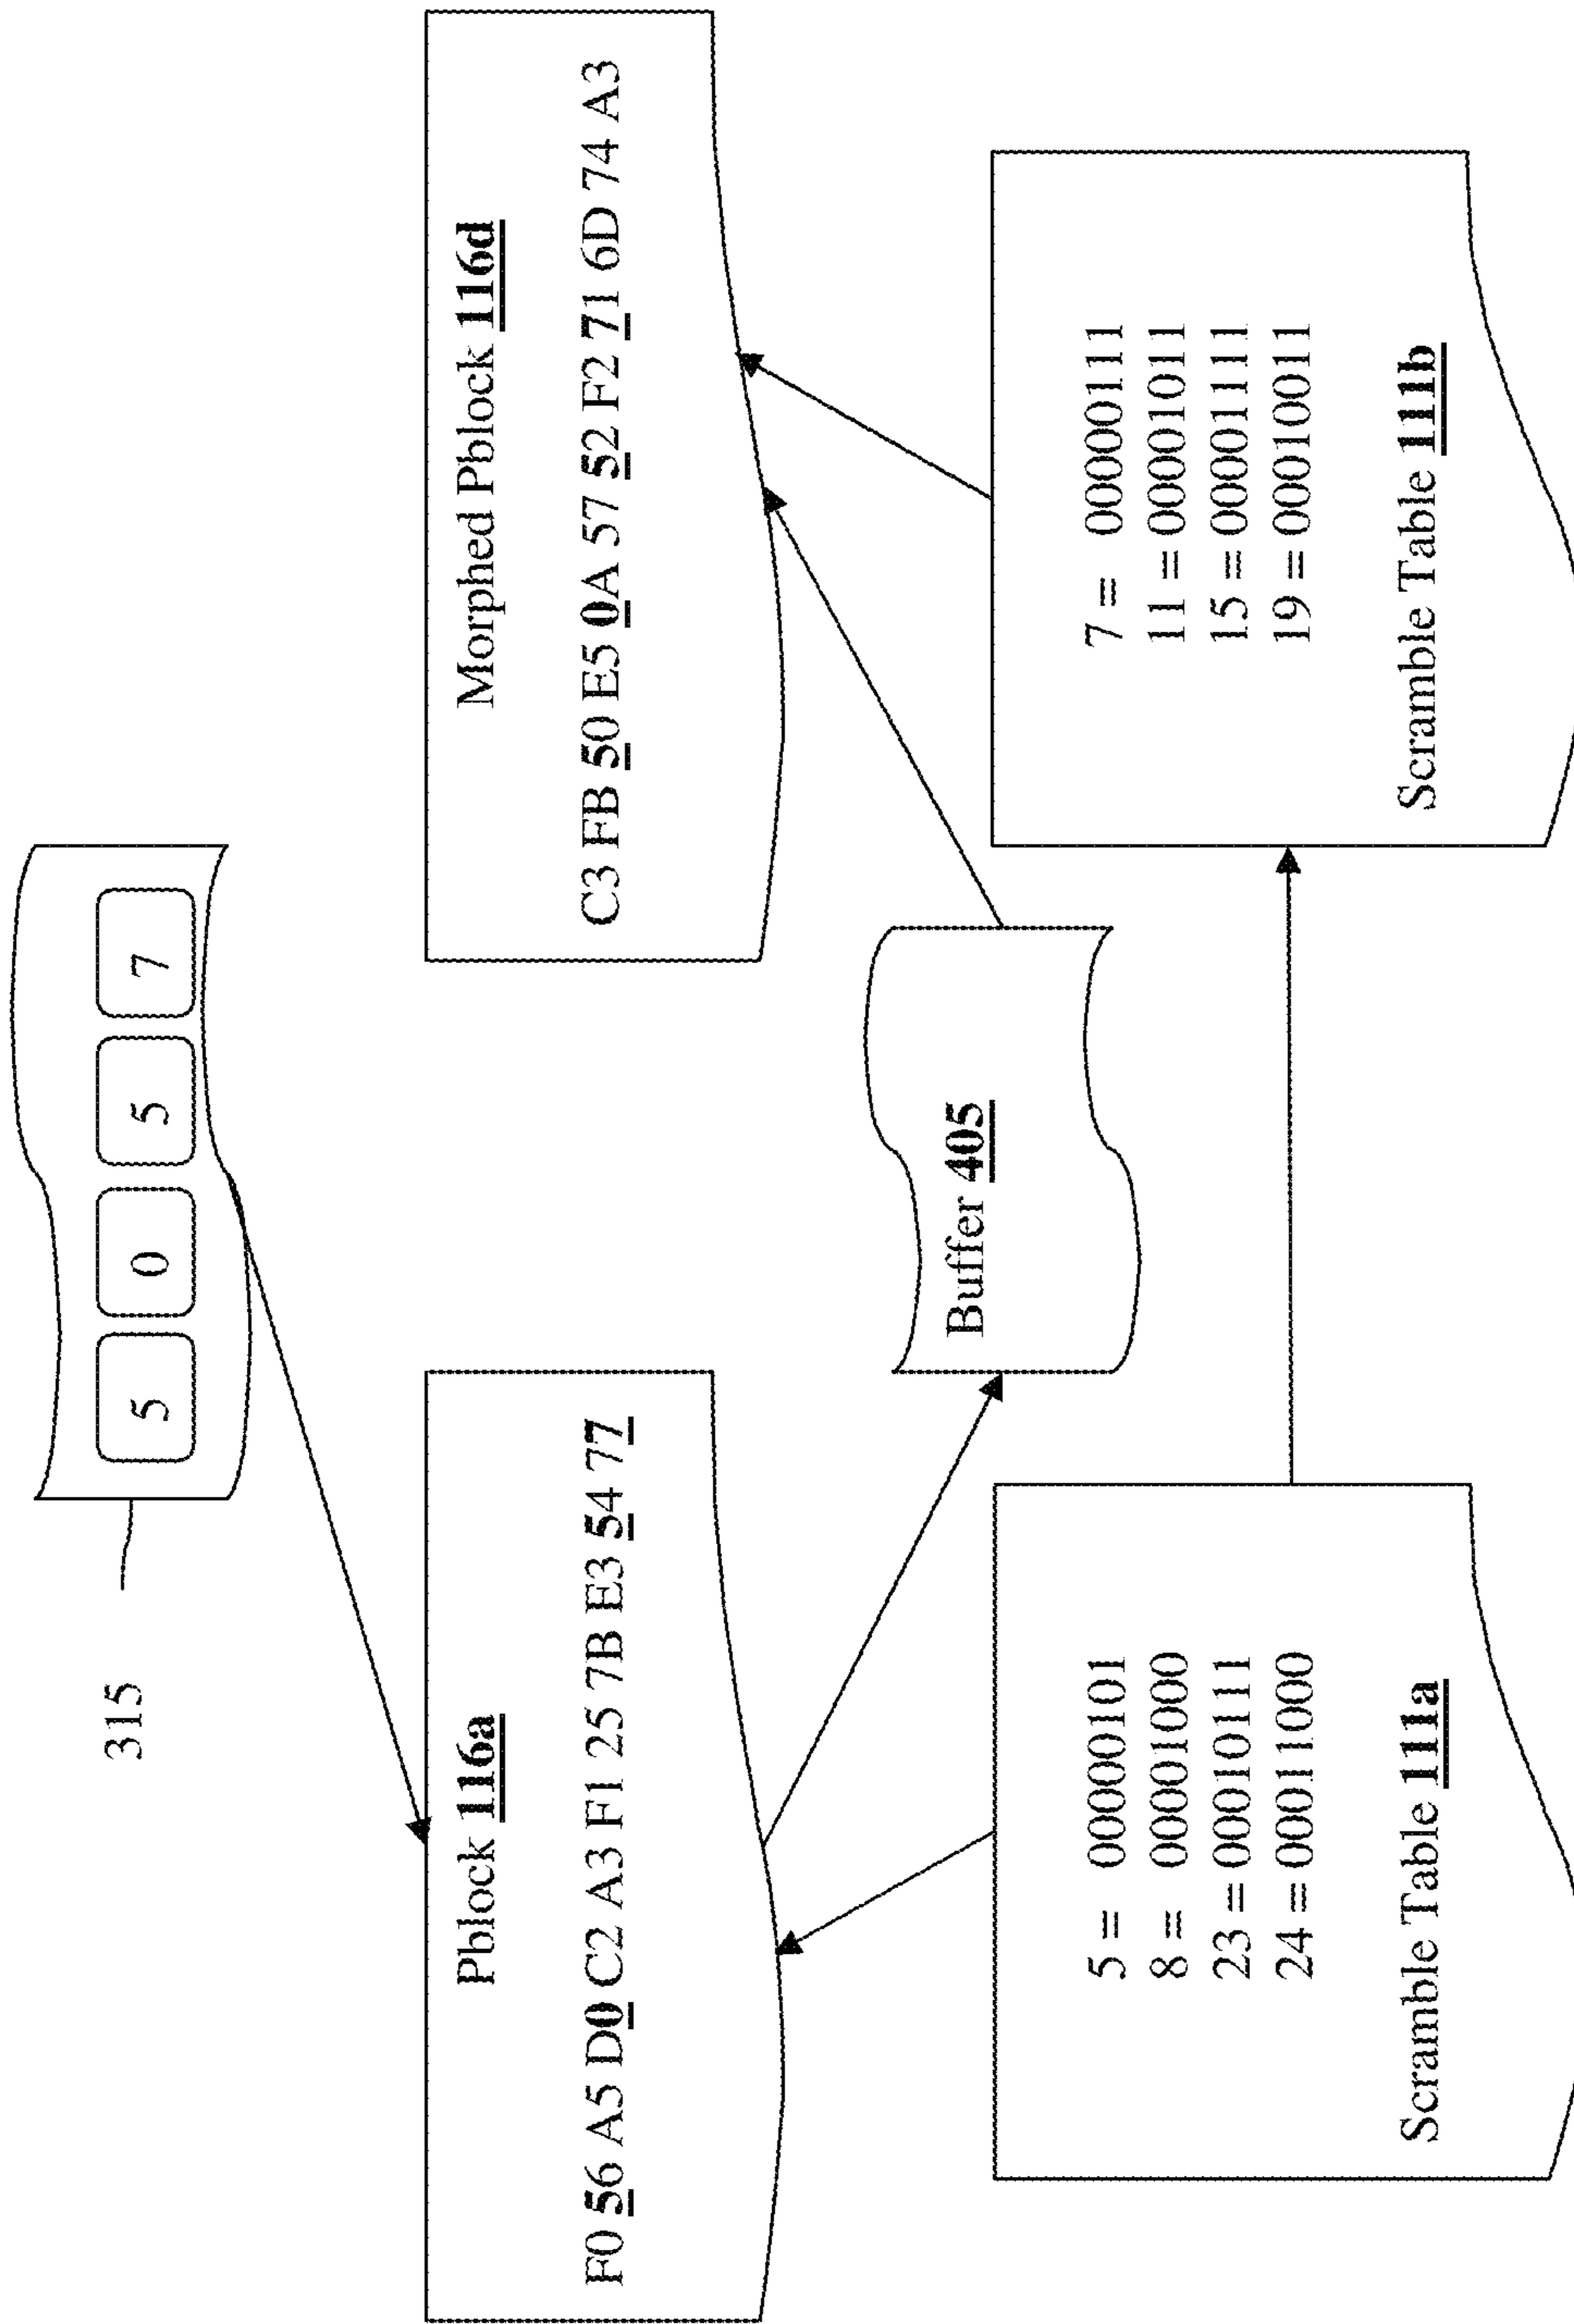 315
5 0 5 7
Pblock 116a
F0 56 A5 D0 C2 A3 F1 25 7B E3 54 77
Morphed Pblock 116d
C3 FB 50 E5 0A 57 52 F2 71 6D 74 A3
Buffer 405
5 = 00000101
8 = 00001000
23 = 00010111
24 = 00011000
Scramble Table 111a
7 = 00000111
11 = 00001011
15 = 00001111
19 = 00010011
Scramble Table 111b